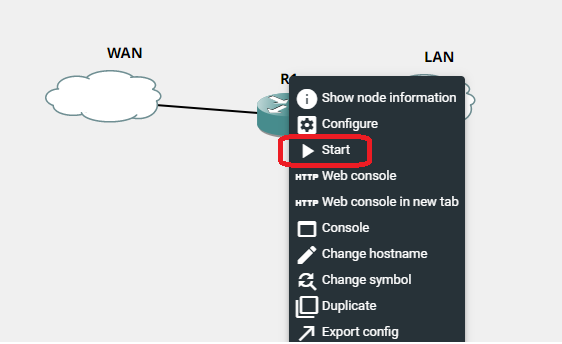 WAN
LAN
Show node information
Configure
Start
HTTP Web console
HTTP Web console in new tab
Console
Change hostname
Change symbol
Duplicate
Export config